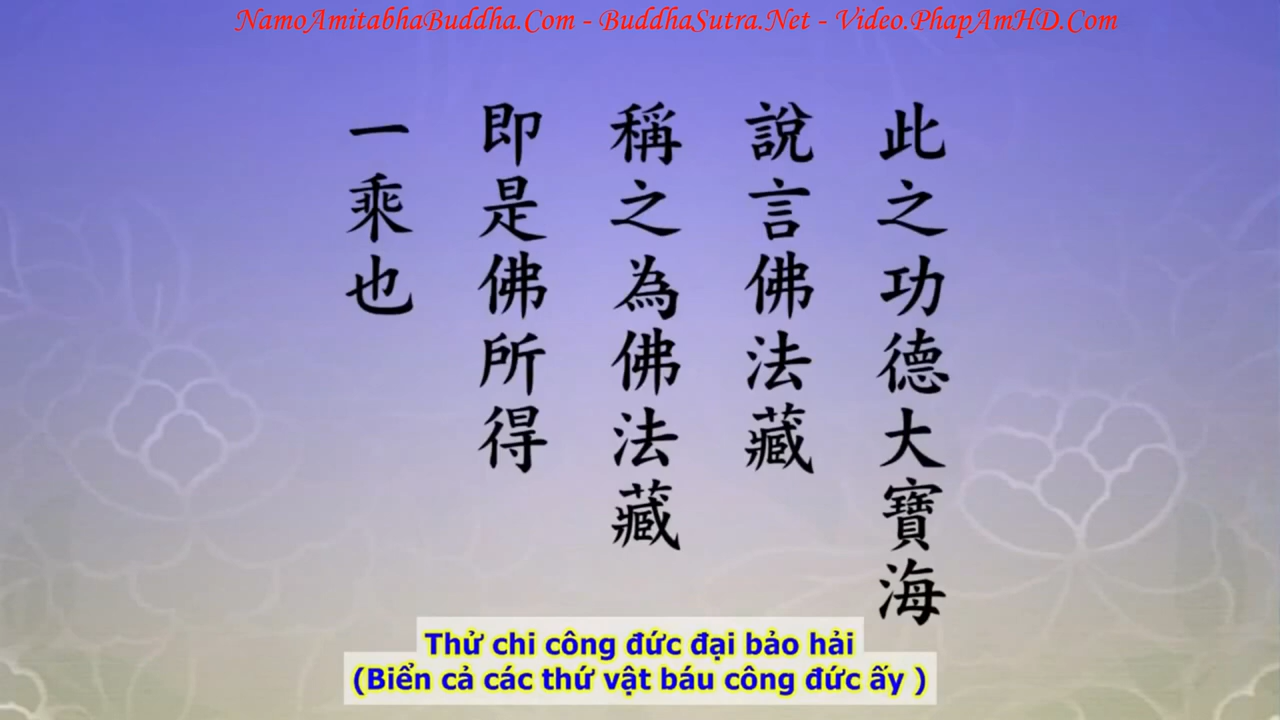 NamoAmitabhaBuddha.Com - BuddhaSutra.Net - Video.PhapAmHD.Com
此之功德大寶海
說言佛法藏
稱之為佛法藏
即是佛所得
一乘也
Thử chi công đức đại bảo hải
(Biển cả các thứ vật báu công đức ấy )